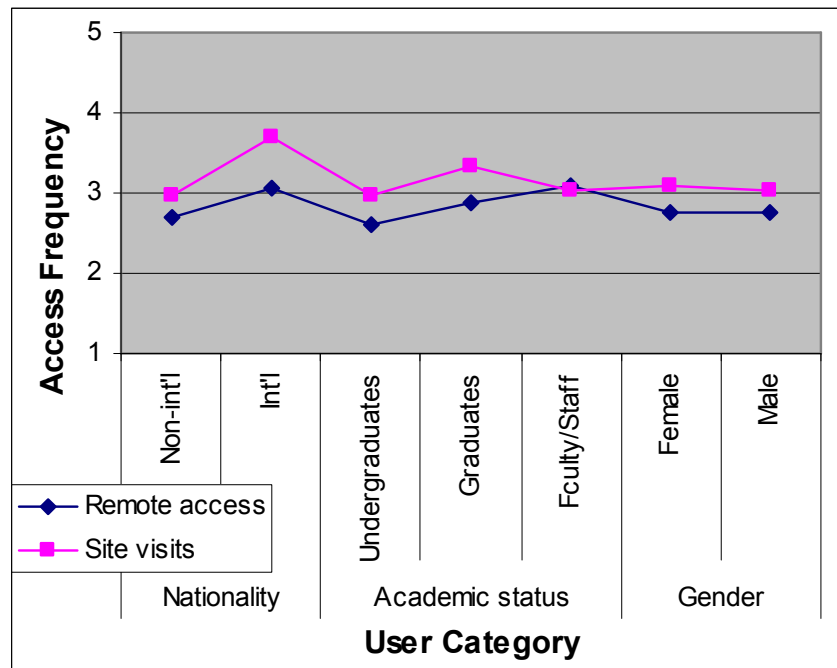 5
4
3
2
1
Access Frequency
Non-int'l
Int'l
Undergraduates
Graduates
Fculty/Staff
Female
Male
Remote access
Site visits
Nationality
Academic status
Gender
User Category